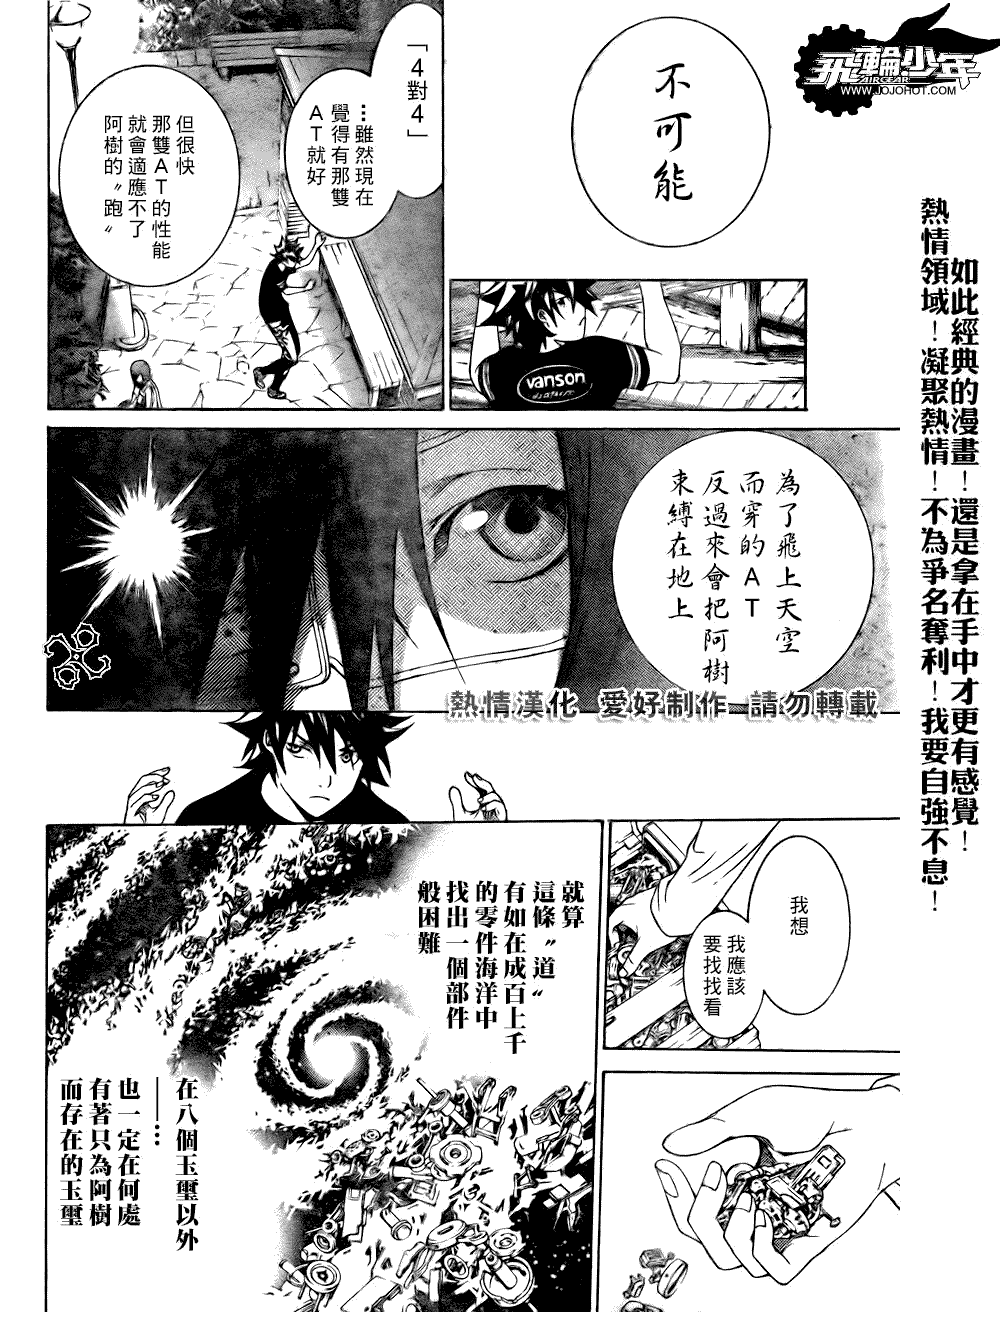 飛輪少年
AIRGEAR
WWW.JOJOHOT.COM
如此經典的漫畫！還是拿在手中才更有感覺！
熱情領域！凝聚熱情！不為爭名奪利！我要自強不息！
不可能
「4對4」
…雖然現在
覺得有那雙
AT就好
但很快
那雙AT的性能
就會適應不了
阿樹的〝跑〞
vanson
為了飛上天空
而穿的AT
反過來會把阿樹
束縛在地上
熱情漢化 愛好制作 請勿轉載
我想
我應該
要找找看
就算
這條〝道〞
有如在成百上千
的零件海洋中
找出一個部件
般困難
在八個玉璽以外
——…
也一定在何處
有著只為阿樹
而存在的玉璽